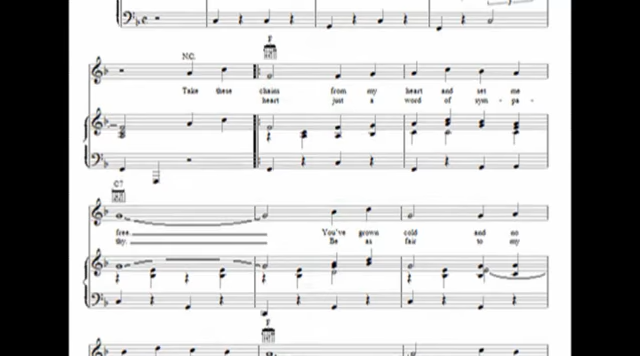 N.C.
F
Take these chains from my heart and set me
heart just a word of sym - pa -
C7
free. You've grown cold and no
thy. Be as fair to my
F